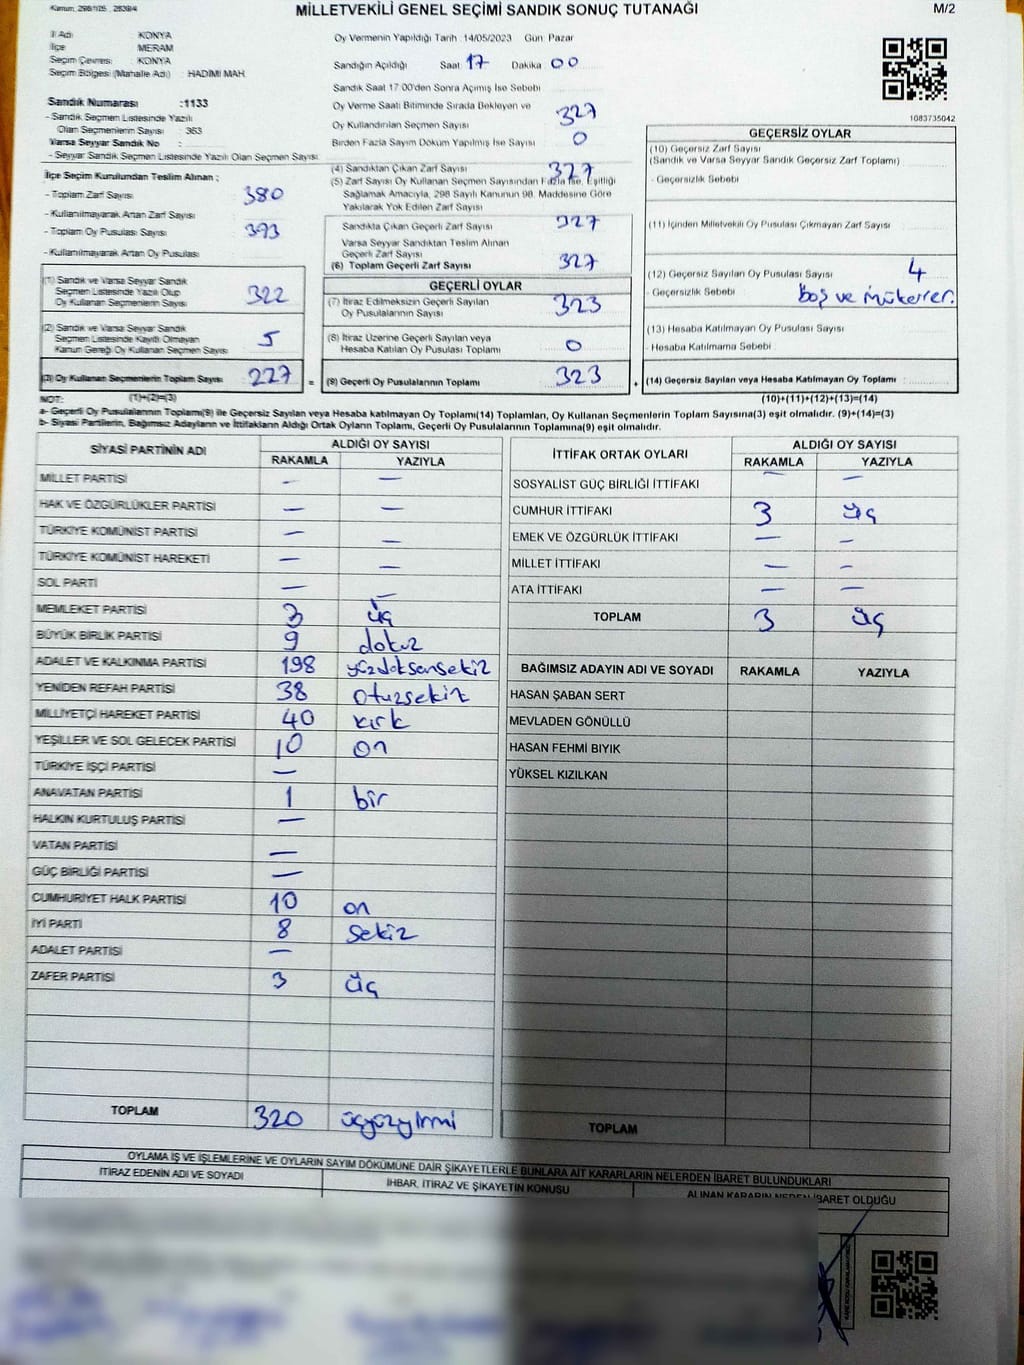 Kanun, 298/1/25 , 2839/4
MİLLETVEKİLİ GENEL SEÇİMİ SANDIK SONUÇ TUTANAĞI
M/2
İl Adı : KONYA
İlçe : MERAM
Seçim Çevresi : KONYA
Seçim Bölgesi (Mahalle Adı) : HADİMİ MAH.
Sandık Numarası :1133
- Sandık Seçmen Listesinde Yazılı
Olan Seçmenlerin Sayısı : 363
Varsa Seyyar Sandık No :
- Seyyar Sandık Seçmen Listesinde Yazılı Olan Seçmen Sayısı
İlçe Seçim Kurulundan Teslim Alınan ;
- Toplam Zarf Sayısı : 380
- Kullanılmayarak Artan Zarf Sayısı :
- Toplam Oy Pusulası Sayısı : 393
- Kullanılmayarak Artan Oy Pusulası :
(1) Sandık ve Varsa Seyyar Sandık
Seçmen Listesinde Yazılı Olup
Oy Kullanan Seçmenlerin Sayısı 322
(2) Sandık ve Varsa Seyyar Sandık
Seçmen Listesinde Kayıtlı Olmayan
Kanun Gereği Oy Kullanan Seçmen Sayısı 5
(3) Oy Kullanan Seçmenlerin Toplam Sayısı 227 =
(1)+(2)=(3)
Oy Vermenin Yapıldığı Tarih :14/05/2023 Gün: Pazar
Sandığın Açıldığı Saat 17 Dakika 00
Sandık Saat 17:00'den Sonra Açımış İse Sebebi
Oy Verme Saati Bitiminde Sırada Bekleyen ve
Oy Kullandırılan Seçmen Sayısı 327
Birden Fazla Sayım Döküm Yapılmış İse Sayısı 0
(4) Sandıktan Çıkan Zarf Sayısı 327
(5) Zarf Sayısı Oy Kullanan Seçmen Sayısından Fazla İse, Eşitliği
Sağlamak Amacıyla, 298 Sayılı Kanunun 98. Maddesine Göre
Yakılarak Yok Edilen Zarf Sayısı
Sandıkta Çıkan Geçerli Zarf Sayısı 327
Varsa Seyyar Sandıktan Teslim Alınan
Geçerli Zarf Sayısı
(6) Toplam Geçerli Zarf Sayısı 327
GEÇERLİ OYLAR
(7) İtiraz Edilmeksizin Geçerli Sayılan
Oy Pusulalarının Sayısı 323
(8) İtiraz Üzerine Geçerli Sayılan veya
Hesaba Katılan Oy Pusulası Toplamı 0
(9) Geçerli Oy Pusulalarının Toplamı 323 +
1083735042
GEÇERSİZ OYLAR
(10) Geçersiz Zarf Sayısı
(Sandık ve Varsa Seyyar Sandık Geçersiz Zarf Toplamı)
- Geçersizlik Sebebi
(11) İçinden Milletvekili Oy Pusulası Çıkmayan Zarf Sayısı
(12) Geçersiz Sayılan Oy Pusulası Sayısı 4
- Geçersizlik Sebebi : boş ve mükerrer.
(13) Hesaba Katılmayan Oy Pusulası Sayısı
- Hesaba Katılmama Sebebi
(14) Geçersiz Sayılan veya Hesaba Katılmayan Oy Toplamı :
(10)+(11)+(12)+(13)=(14)
NOT:
a- Geçerli Oy Pusulalarının Toplamı(9) ile Geçersiz Sayılan veya Hesaba katılmayan Oy Toplamı(14) Toplamları, Oy Kullanan Seçmenlerin Toplam Sayısına(3) eşit olmalıdır. (9)+(14)=(3)
b- Siyasi Partilerin, Bağımsız Adayların ve İttifakların Aldığı Ortak Oyların Toplamı, Geçerli Oy Pusulalarının Toplamına(9) eşit olmalıdır.
SİYASİ PARTİNİN ADI ALDIĞI OY SAYISI
RAKAMLA YAZIYLA
MİLLET PARTİSİ — —
HAK VE ÖZGÜRLÜKLER PARTİSİ — —
TÜRKİYE KOMÜNİST PARTİSİ — —
TÜRKİYE KOMÜNİST HAREKETİ — —
SOL PARTİ — —
MEMLEKET PARTİSİ 3 üç
BÜYÜK BİRLİK PARTİSİ 9 dokuz
ADALET VE KALKINMA PARTİSİ 198 yüzdoksensekiz
YENİDEN REFAH PARTİSİ 38 otuzsekiz
MİLLİYETÇİ HAREKET PARTİSİ 40 kırk
YEŞİLLER VE SOL GELECEK PARTİSİ 10 on
TÜRKİYE İŞÇİ PARTİSİ —
ANAVATAN PARTİSİ 1 bir
HALKIN KURTULUŞ PARTİSİ —
VATAN PARTİSİ —
GÜÇ BİRLİĞİ PARTİSİ —
CUMHURİYET HALK PARTİSİ 10 on
İYİ PARTİ 8 sekiz
ADALET PARTİSİ —
ZAFER PARTİSİ 3 üç
TOPLAM 320 üçyüzyirmi
İTTİFAK ORTAK OYLARI ALDIĞI OY SAYISI
RAKAMLA YAZIYLA
SOSYALİST GÜÇ BİRLİĞİ İTTİFAKI — —
CUMHUR İTTİFAKI 3 üç
EMEK VE ÖZGÜRLÜK İTTİFAKI — —
MİLLET İTTİFAKI — —
ATA İTTİFAKI — —
TOPLAM 3 üç
BAĞIMSIZ ADAYIN ADI VE SOYADI RAKAMLA YAZIYLA
HASAN ŞABAN SERT
MEVLADEN GÖNÜLLÜ
HASAN FEHMİ BIYIK
YÜKSEL KIZILKAN
TOPLAM
OYLAMA İŞ VE İŞLEMLERİNE VE OYLARIN SAYIM DÖKÜMÜNE DAİR ŞİKAYETLERLE BUNLARA AİT KARARLARIN NELERDEN İBARET BULUNDUKLARI
İTİRAZ EDENİN ADI VE SOYADI
İHBAR, İTİRAZ VE ŞİKAYETİN KONUSU
ALINAN KARARIN NEDEN İBARET OLDUĞU